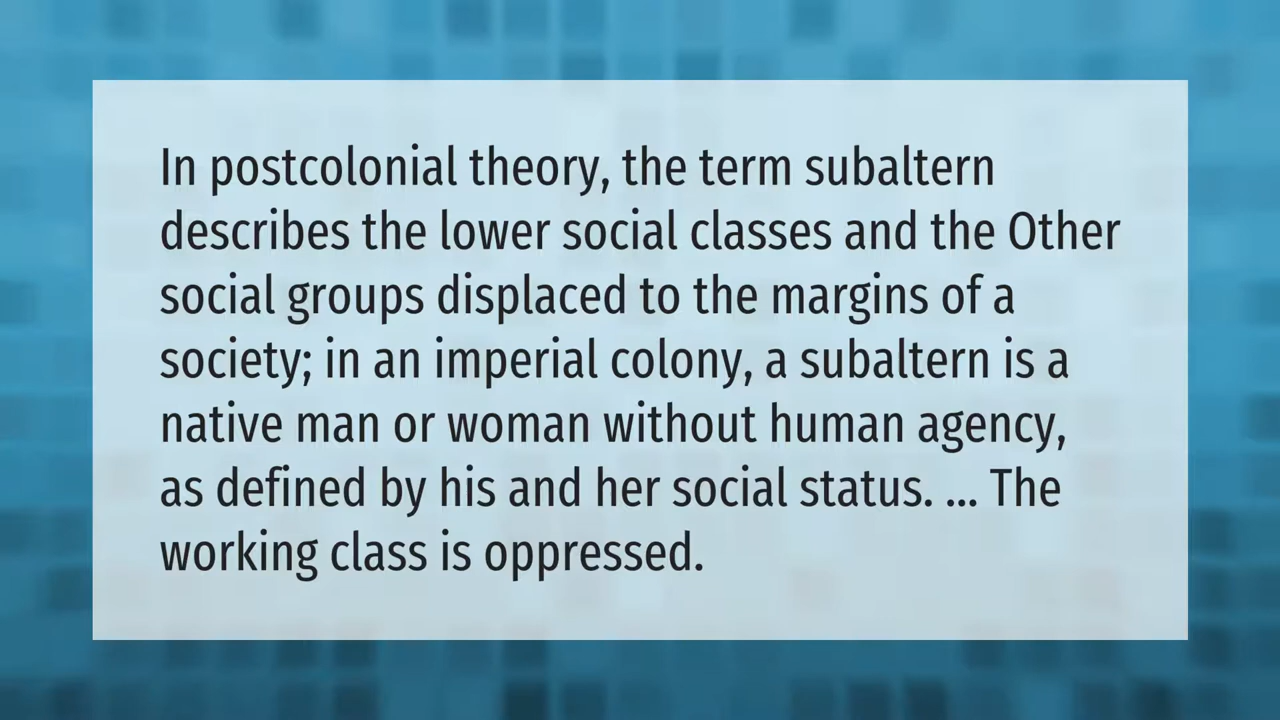 In postcolonial theory, the term subaltern
describes the lower social classes and the Other
social groups displaced to the margins of a
society; in an imperial colony, a subaltern is a
native man or woman without human agency,
as defined by his and her social status. ... The
working class is oppressed.